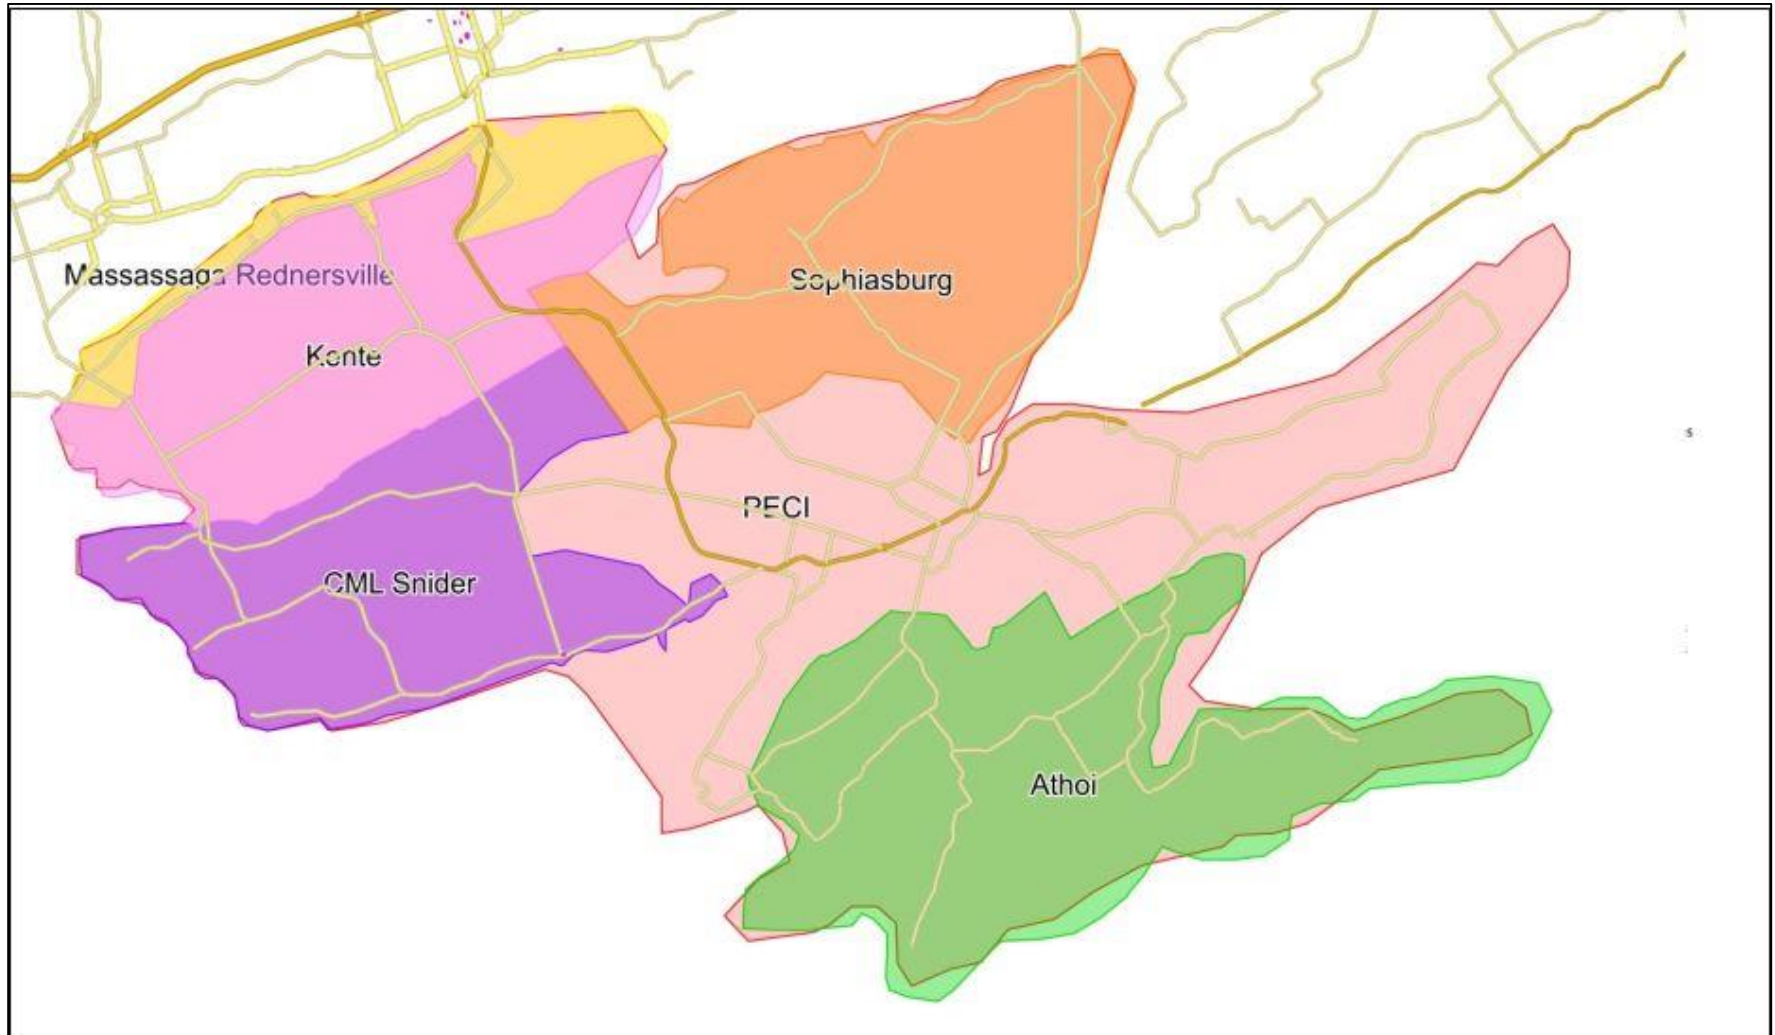 Massassaga Rednersville
Sophiasburg
Kente
PECI
CML Snider
Athol
s